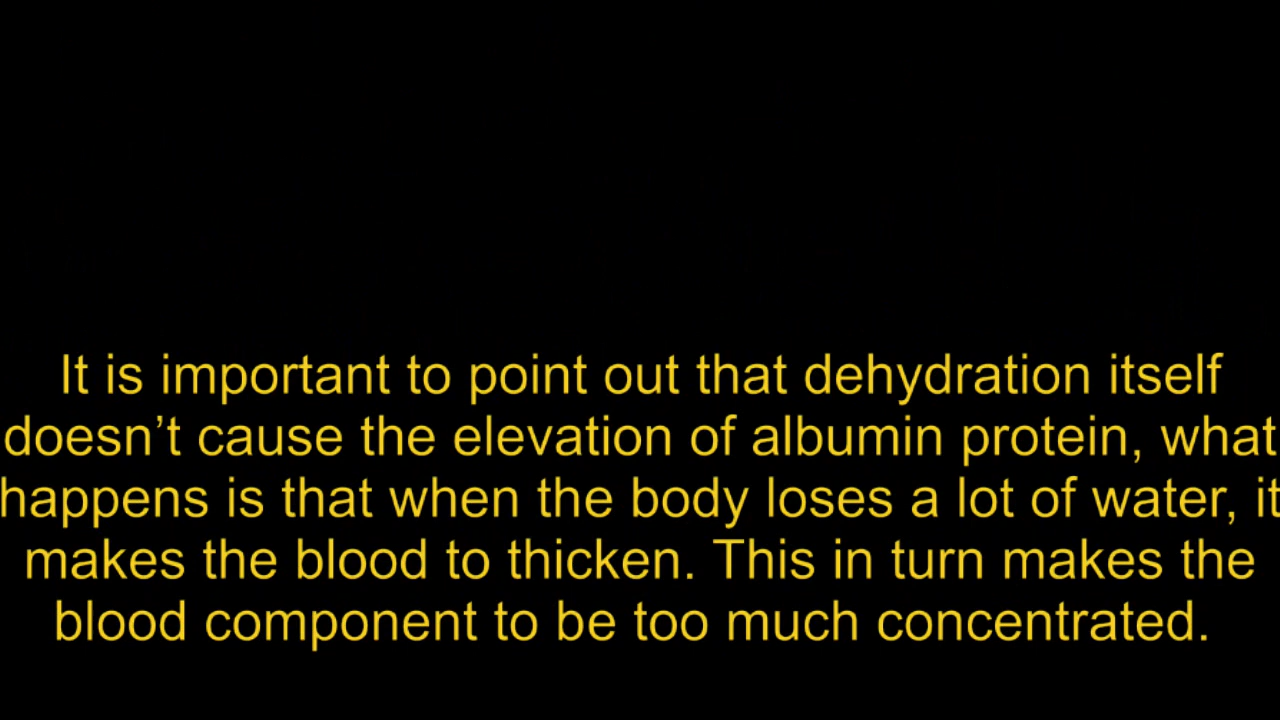 It is important to point out that dehydration itself
doesn’t cause the elevation of albumin protein, what
happens is that when the body loses a lot of water, it
makes the blood to thicken. This in turn makes the
blood component to be too much concentrated.